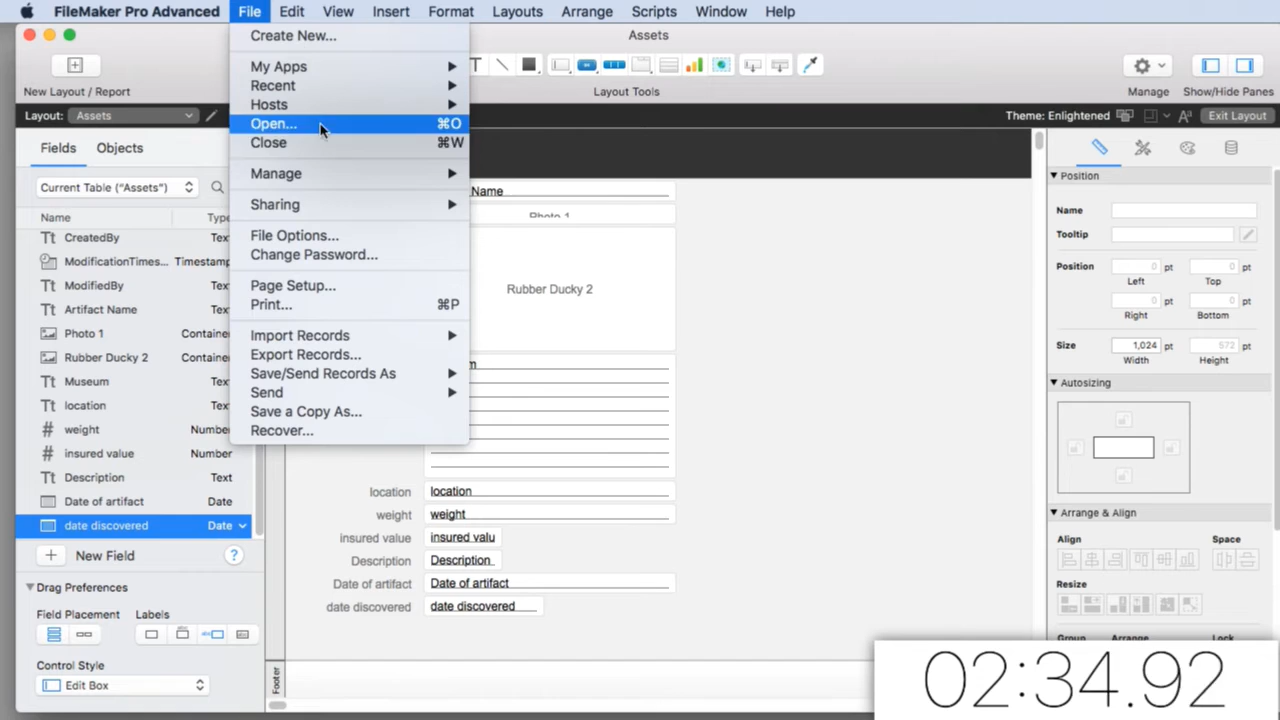 FileMaker Pro Advanced File Edit View Insert Format Layouts Arrange Scripts Window Help
Assets
New Layout / Report
Layout Tools
Manage
Show/Hide Panes
Layout: Assets
Theme: Enlightened
Exit Layout
Create New...
My Apps
Recent
Hosts
Open... ⌘O
Close ⌘W
Manage
Sharing
File Options...
Change Password...
Page Setup...
Print... ⌘P
Import Records
Export Records...
Save/Send Records As
Send
Save a Copy As...
Recover...
Fields Objects
Current Table ("Assets")
Name Type
CreatedBy Text
ModificationTimes... Timestamp
ModifiedBy Text
Artifact Name Text
Photo 1 Container
Rubber Ducky 2 Container
Museum Text
location Text
weight Number
insured value Number
Description Text
Date of artifact Date
date discovered Date
New Field ?
Drag Preferences
Field Placement Labels
Control Style
Edit Box
Name
Photo 1
Rubber Ducky 2
location location
weight weight
insured value insured valu
Description Description
Date of artifact Date of artifact
date discovered date discovered
Footer
Position
Name
Tooltip
Position 0 pt 0 pt
Left Top
0 pt 0 pt
Right Bottom
Size 1,024 pt 572 pt
Width Height
Autosizing
Arrange & Align
Align Space
Resize
Group Arrange Lock
02:34.92